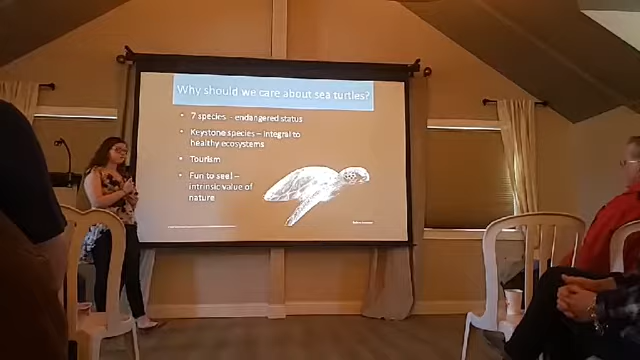 Why should we care about sea turtles?
• 7 species – endangered status
• Keystone species – integral to
healthy ecosystems
• Tourism
• Fun to see! –
intrinsic value of
nature